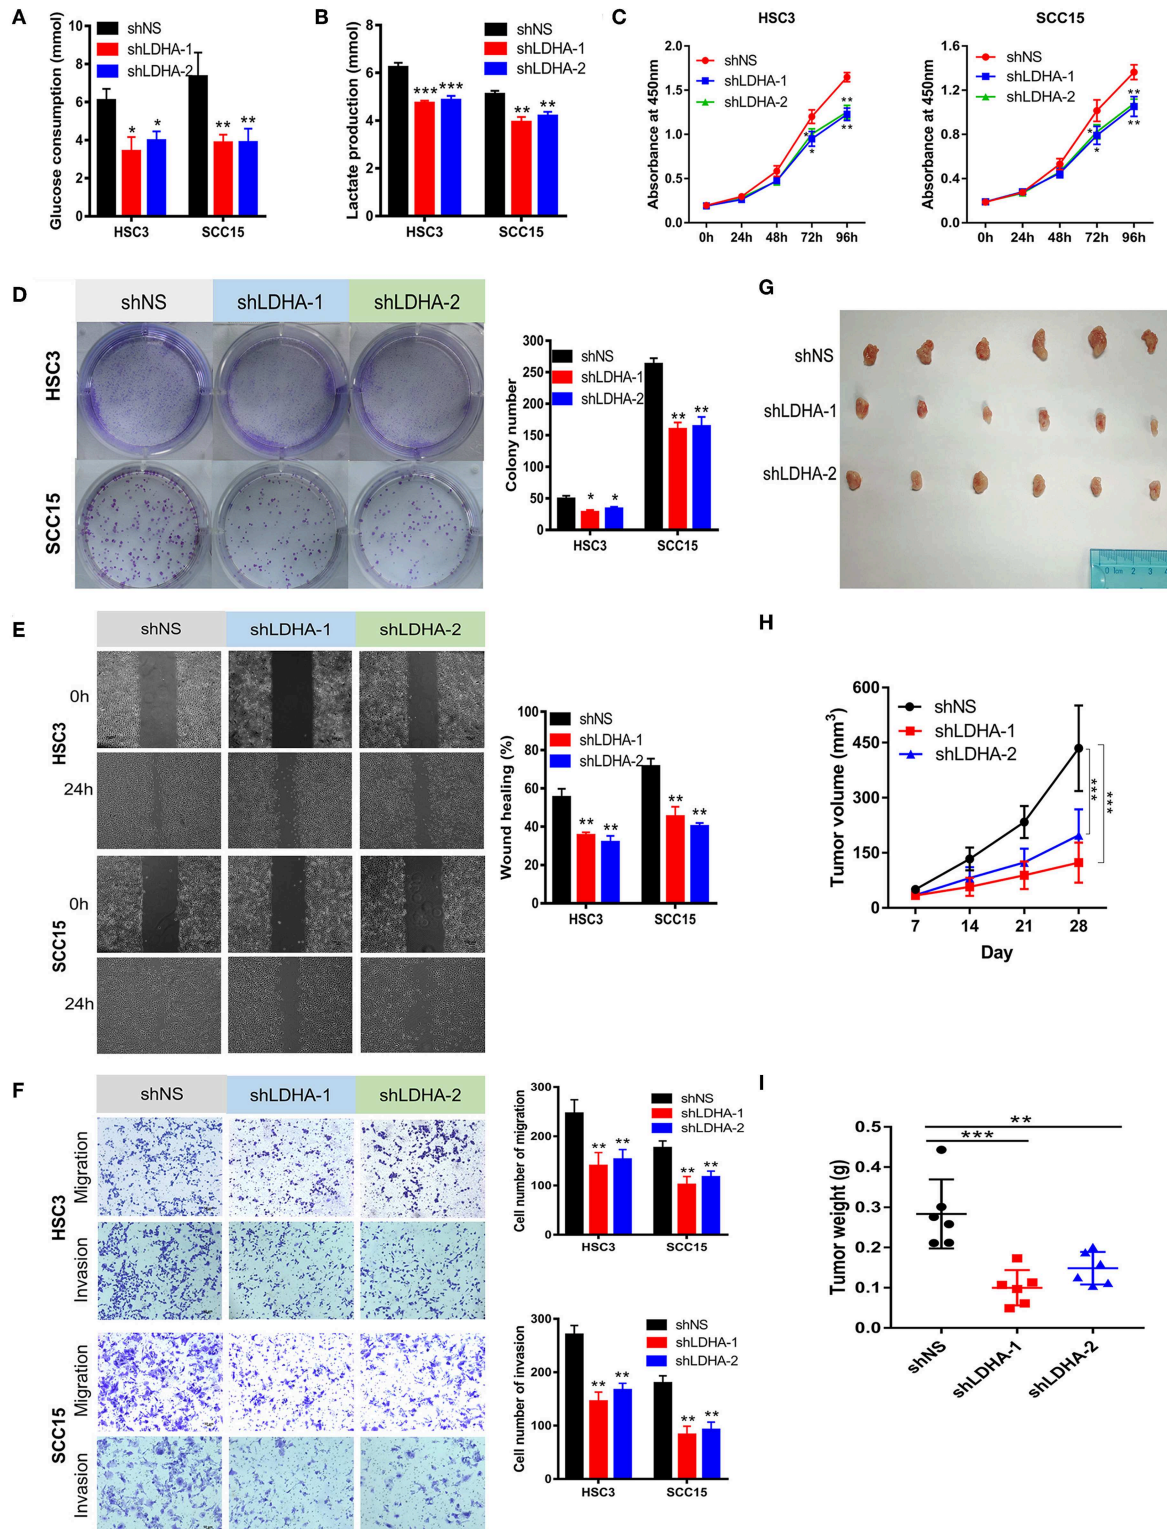 A
Glucose consumption (mmol)
10
8
6
4
2
0
shNS
shLDHA-1
shLDHA-2
* * ** **
HSC3 SCC15
B
Lactate production (mmol)
8
6
4
2
0
shNS
shLDHA-1
shLDHA-2
*** *** ** **
HSC3 SCC15
C
HSC3
Absorbance at 450nm
2.0
1.5
1.0
0.5
0.0
shNS
shLDHA-1
shLDHA-2
**
**
*
*
0h 24h 48h 72h 96h
SCC15
Absorbance at 450nm
1.6
1.2
0.8
0.4
0.0
shNS
shLDHA-1
shLDHA-2
**
**
*
*
0h 24h 48h 72h 96h
D
shNS shLDHA-1 shLDHA-2
HSC3
SCC15
Colony number
300
250
200
150
100
50
0
shNS
shLDHA-1
shLDHA-2
* * ** **
HSC3 SCC15
G
shNS
shLDHA-1
shLDHA-2
0 1cm 2 3 4
E
shNS shLDHA-1 shLDHA-2
HSC3
0h
24h
SCC15
0h
24h
Wound healing (%)
100
80
60
40
20
0
shNS
shLDHA-1
shLDHA-2
** ** ** **
HSC3 SCC15
H
Tumor volume (mm³)
600
450
300
150
0
shNS
shLDHA-1
shLDHA-2
***
***
7 14 21 28
Day
F
shNS shLDHA-1 shLDHA-2
HSC3
Migration
Invasion
SCC15
Migration
Invasion
Cell number of migration
300
200
100
0
shNS
shLDHA-1
shLDHA-2
** ** ** **
HSC3 SCC15
Cell number of invasion
300
200
100
0
shNS
shLDHA-1
shLDHA-2
** ** ** **
HSC3 SCC15
I
Tumor weight (g)
0.5
0.4
0.3
0.2
0.1
0.0
**
***
shNS
shLDHA-1
shLDHA-2